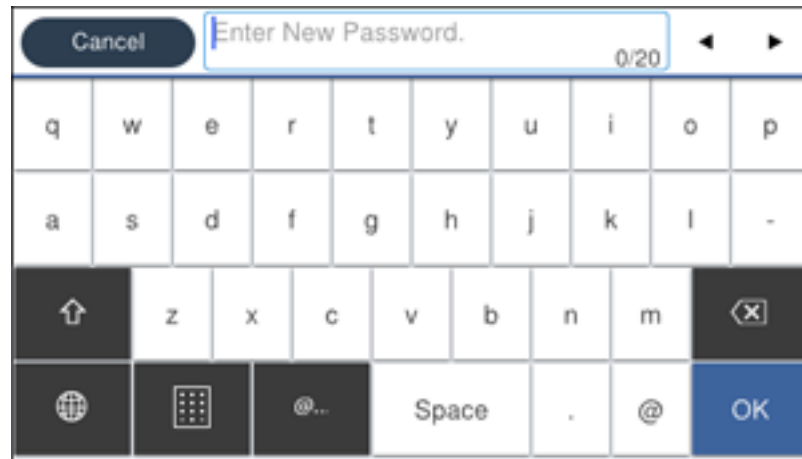 Cancel Enter New Password. 0/20 ◀ ▶
q w e r t y u i o p
a s d f g h j k l -
z x c v b n m
@... Space . @ OK